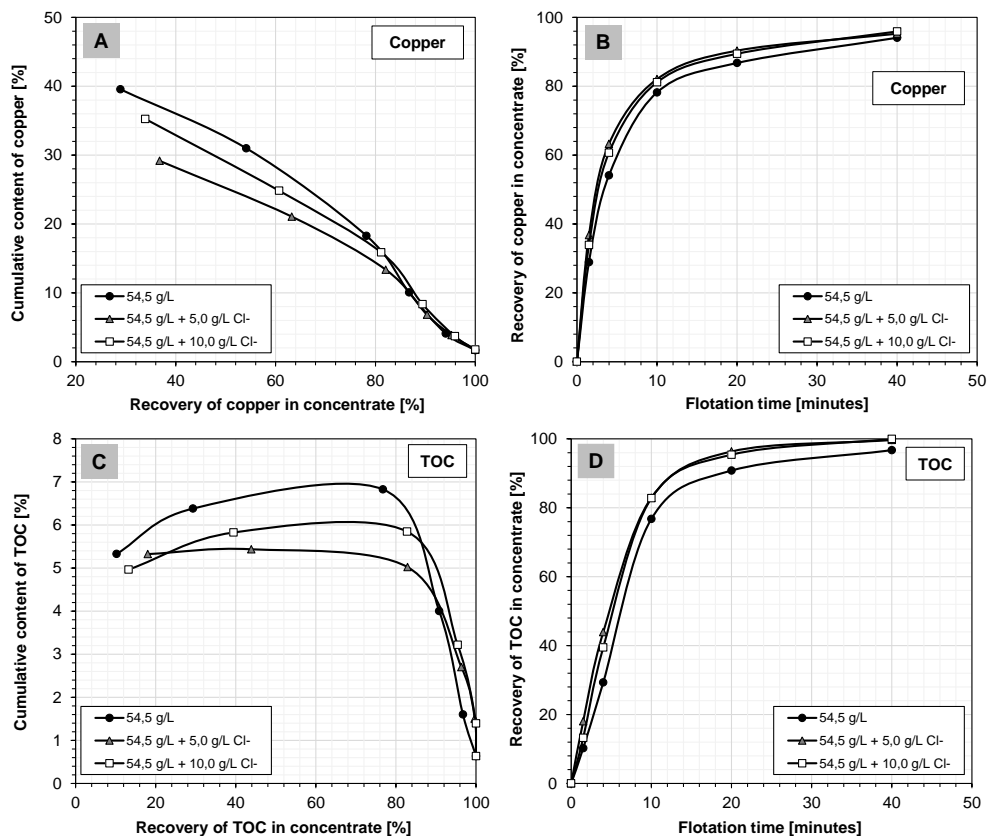 A
Copper
Cumulative content of copper [%]
50
40
30
20
10
0
54,5 g/L
54,5 g/L + 5,0 g/L Cl-
54,5 g/L + 10,0 g/L Cl-
20 40 60 80 100
Recovery of copper in concentrate [%]
B
Copper
Recovery of copper in concentrate [%]
100
80
60
40
20
0
54,5 g/L
54,5 g/L + 5,0 g/L Cl-
54,5 g/L + 10,0 g/L Cl-
0 10 20 30 40 50
Flotation time [minutes]
C
TOC
Cumulative content of TOC [%]
8
7
6
5
4
3
2
1
0
54,5 g/L
54,5 g/L + 5,0 g/L Cl-
54,5 g/L + 10,0 g/L Cl-
0 20 40 60 80 100
Recovery of TOC in concentrate [%]
D
TOC
Recovery of TOC in concentrate [%]
100
80
60
40
20
0
54,5 g/L
54,5 g/L + 5,0 g/L Cl-
54,5 g/L + 10,0 g/L Cl-
0 10 20 30 40 50
Flotation time [minutes]